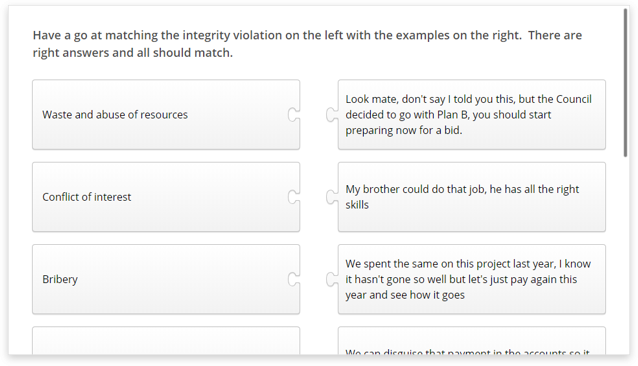 Have a go at matching the integrity violation on the left with the examples on the right.  There are
right answers and all should match.
Waste and abuse of resources
Look mate, don't say I told you this, but the Council
decided to go with Plan B, you should start
preparing now for a bid.
Conflict of interest
My brother could do that job, he has all the right
skills
Bribery
We spent the same on this project last year, I know
it hasn't gone so well but let's just pay again this
year and see how it goes
We can disguise that payment in the accounts so it